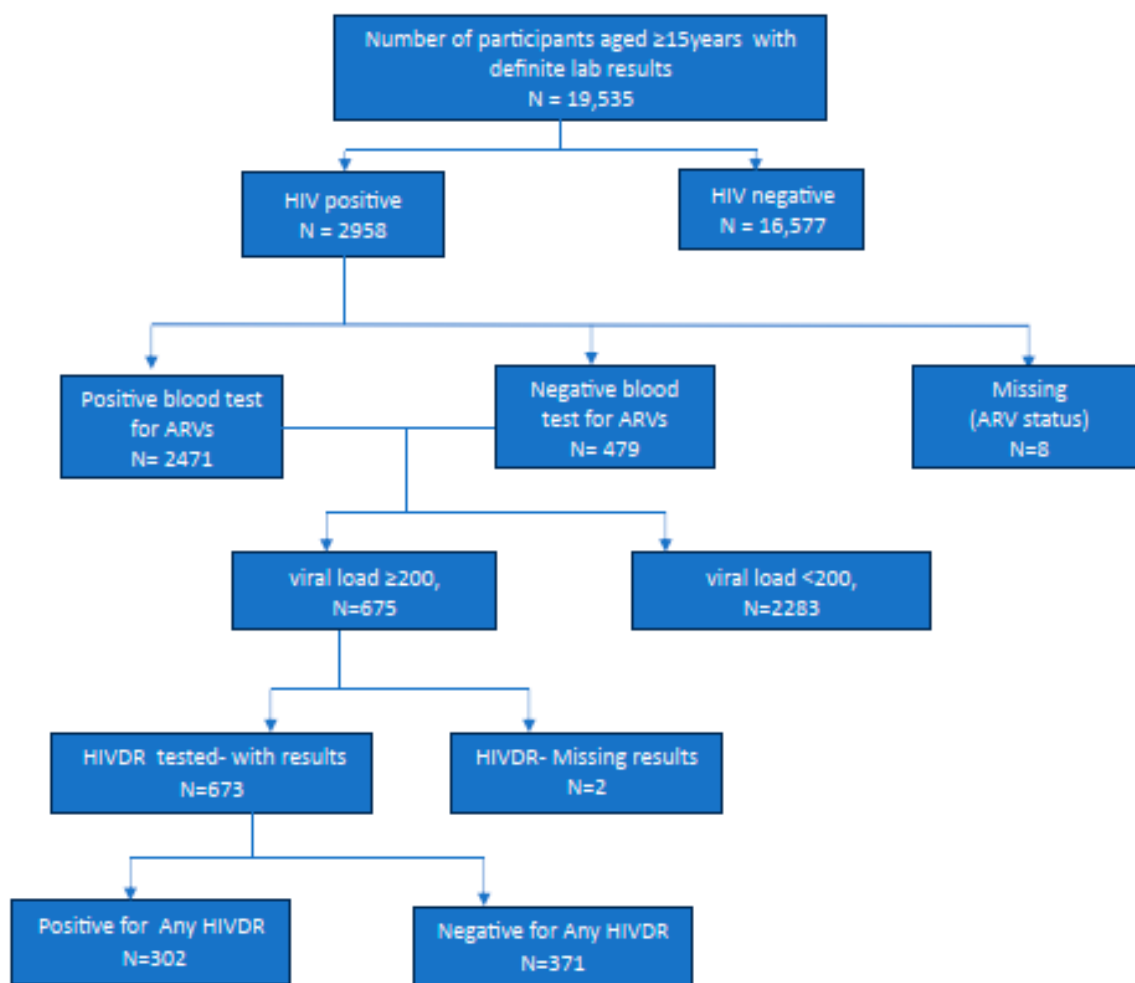 Number of participants aged ≥15years with
definite lab results
N = 19,535
HIV positive
N = 2958
HIV negative
N = 16,577
Positive blood test
for ARVs
N= 2471
Negative blood
test for ARVs
N= 479
Missing
(ARV status)
N=8
viral load ≥200,
N=675
viral load <200,
N=2283
HIVDR tested- with results
N=673
HIVDR- Missing results
N=2
Positive for Any HIVDR
N=302
Negative for Any HIVDR
N=371